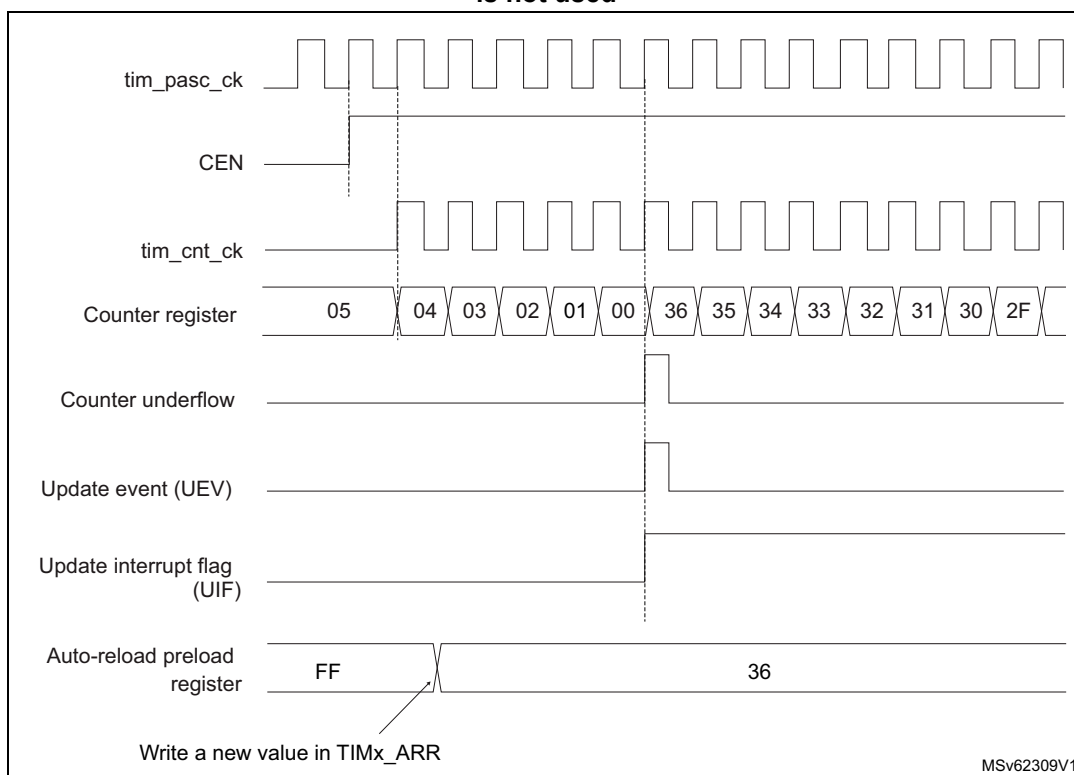 is not used
tim_pasc_ck
CEN
tim_cnt_ck
Counter register 05 04 03 02 01 00 36 35 34 33 32 31 30 2F
Counter underflow
Update event (UEV)
Update interrupt flag
(UIF)
Auto-reload preload
register
FF 36
Write a new value in TIMx_ARR
MSv62309V1